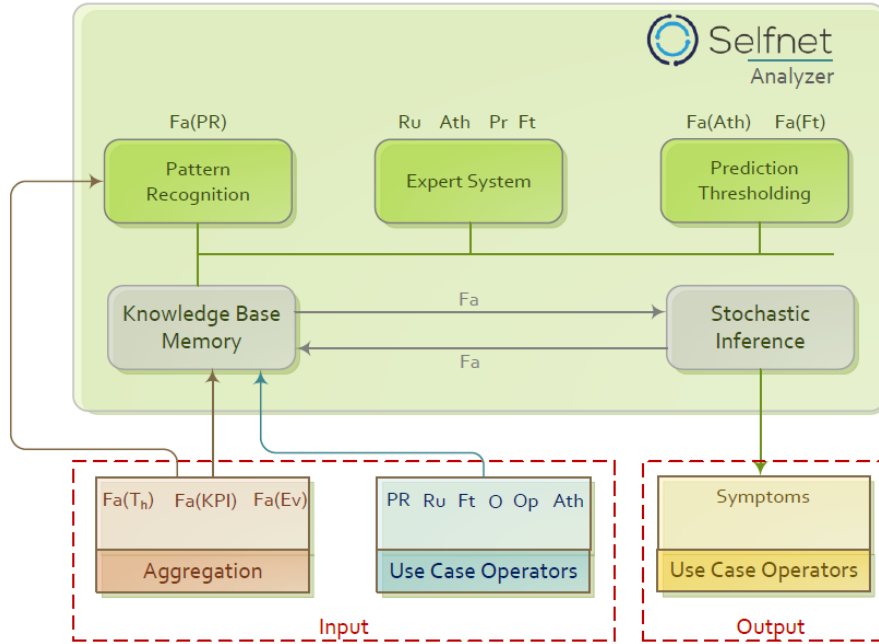 Selfnet
Analyzer
Fa(PR)
Ru Ath Pr Ft
Fa(Ath) Fa(Ft)
Pattern
Recognition
Expert System
Prediction
Thresholding
Knowledge Base
Memory
Fa
Fa
Stochastic
Inference
Fa(Th) Fa(KPI) Fa(Ev)
PR Ru Ft O Op Ath
Symptoms
Aggregation
Use Case Operators
Use Case Operators
Input
Output